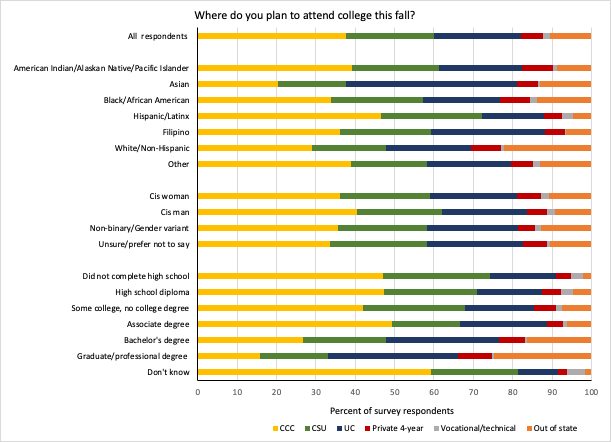 Where do you plan to attend college this fall?
All respondents
American Indian/Alaskan Native/Pacific Islander
Asian
Black/African American
Hispanic/Latinx
Filipino
White/Non-Hispanic
Other
Cis woman
Cis man
Non-binary/Gender variant
Unsure/prefer not to say
Did not complete high school
High school diploma
Some college, no college degree
Associate degree
Bachelor's degree
Graduate/professional degree
Don't know
0 10 20 30 40 50 60 70 80 90 100
Percent of survey respondents
CCC CSU UC Private 4-year Vocational/technical Out of state